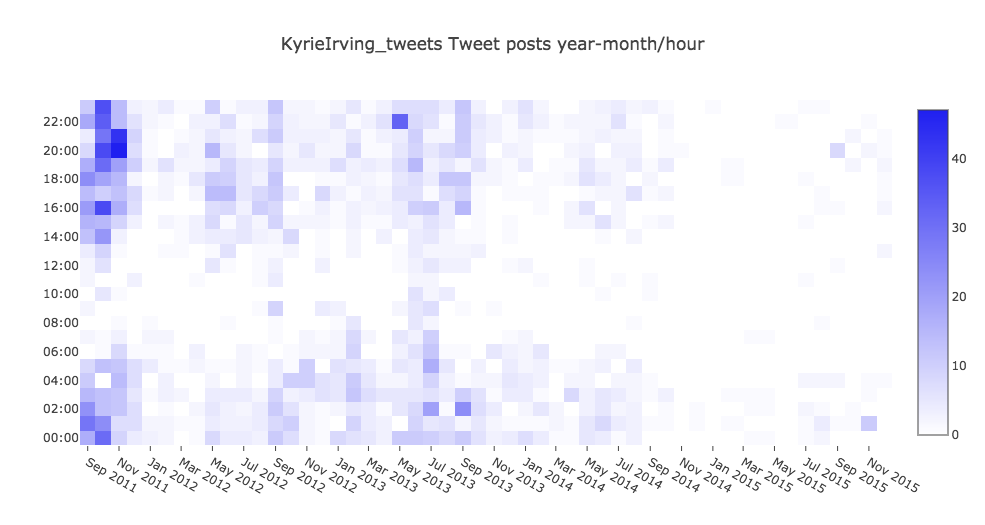 KyrieIrving_tweets Tweet posts year-month/hour
22:00
20:00
18:00
16:00
14:00
12:00
10:00
08:00
06:00
04:00
02:00
00:00
Sep 2011
Nov 2011
Jan 2012
Mar 2012
May 2012
Jul 2012
Sep 2012
Nov 2012
Jan 2013
Mar 2013
May 2013
Jul 2013
Sep 2013
Nov 2013
Jan 2014
Mar 2014
May 2014
Jul 2014
Sep 2014
Nov 2014
Jan 2015
Mar 2015
May 2015
Jul 2015
Sep 2015
Nov 2015
40
30
20
10
0